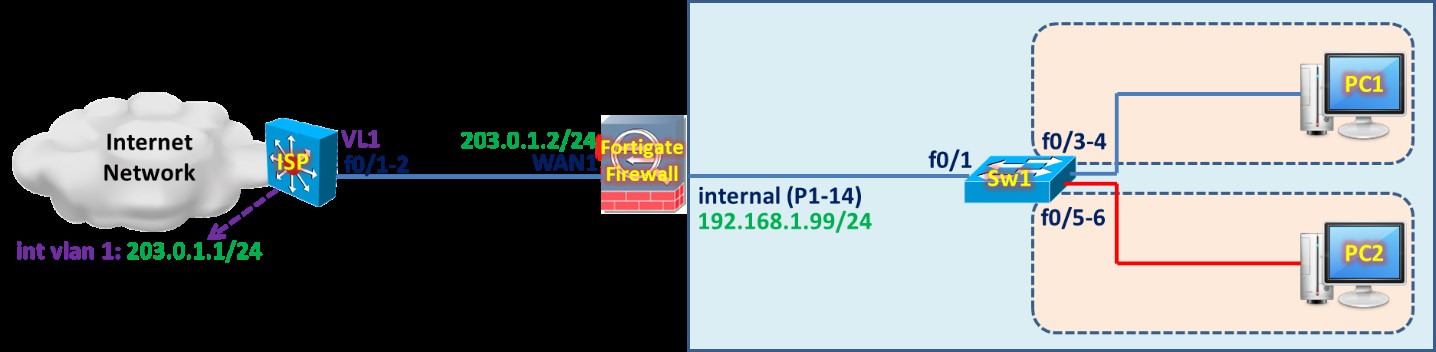 Internet
Network
ISP
VL1
f0/1-2
int vlan 1: 203.0.1.1/24
203.0.1.2/24
WAN1
Fortigate
Firewall
internal (P1-14)
192.168.1.99/24
f0/1
Sw1
f0/3-4
f0/5-6
PC1
PC2